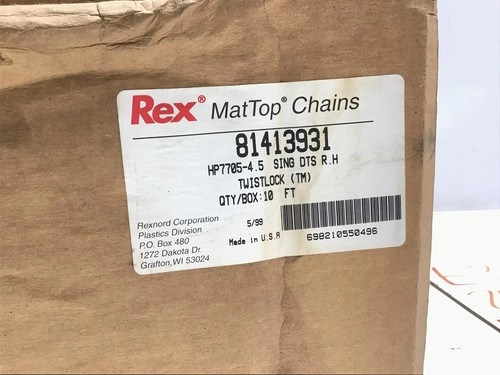 Rex® MatTop® Chains
81413931
HP7705-4.5 SING DTS R.H
TWISTLOCK (TM)
QTY/BOX:10 FT
Rexnord Corporation
Plastics Division
P.O. Box 480
1272 Dakota Dr.
Grafton,WI 53024
5/99
Made in U.S.A
698210550496